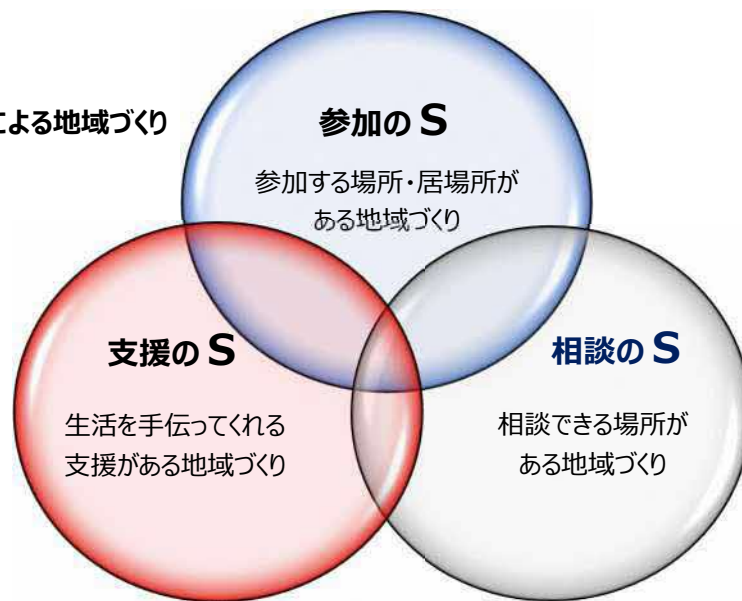 による地域づくり
参加のS
参加する場所・居場所が
ある地域づくり
支援のS
生活を手伝ってくれる
支援がある地域づくり
相談のS
相談できる場所が
ある地域づくり